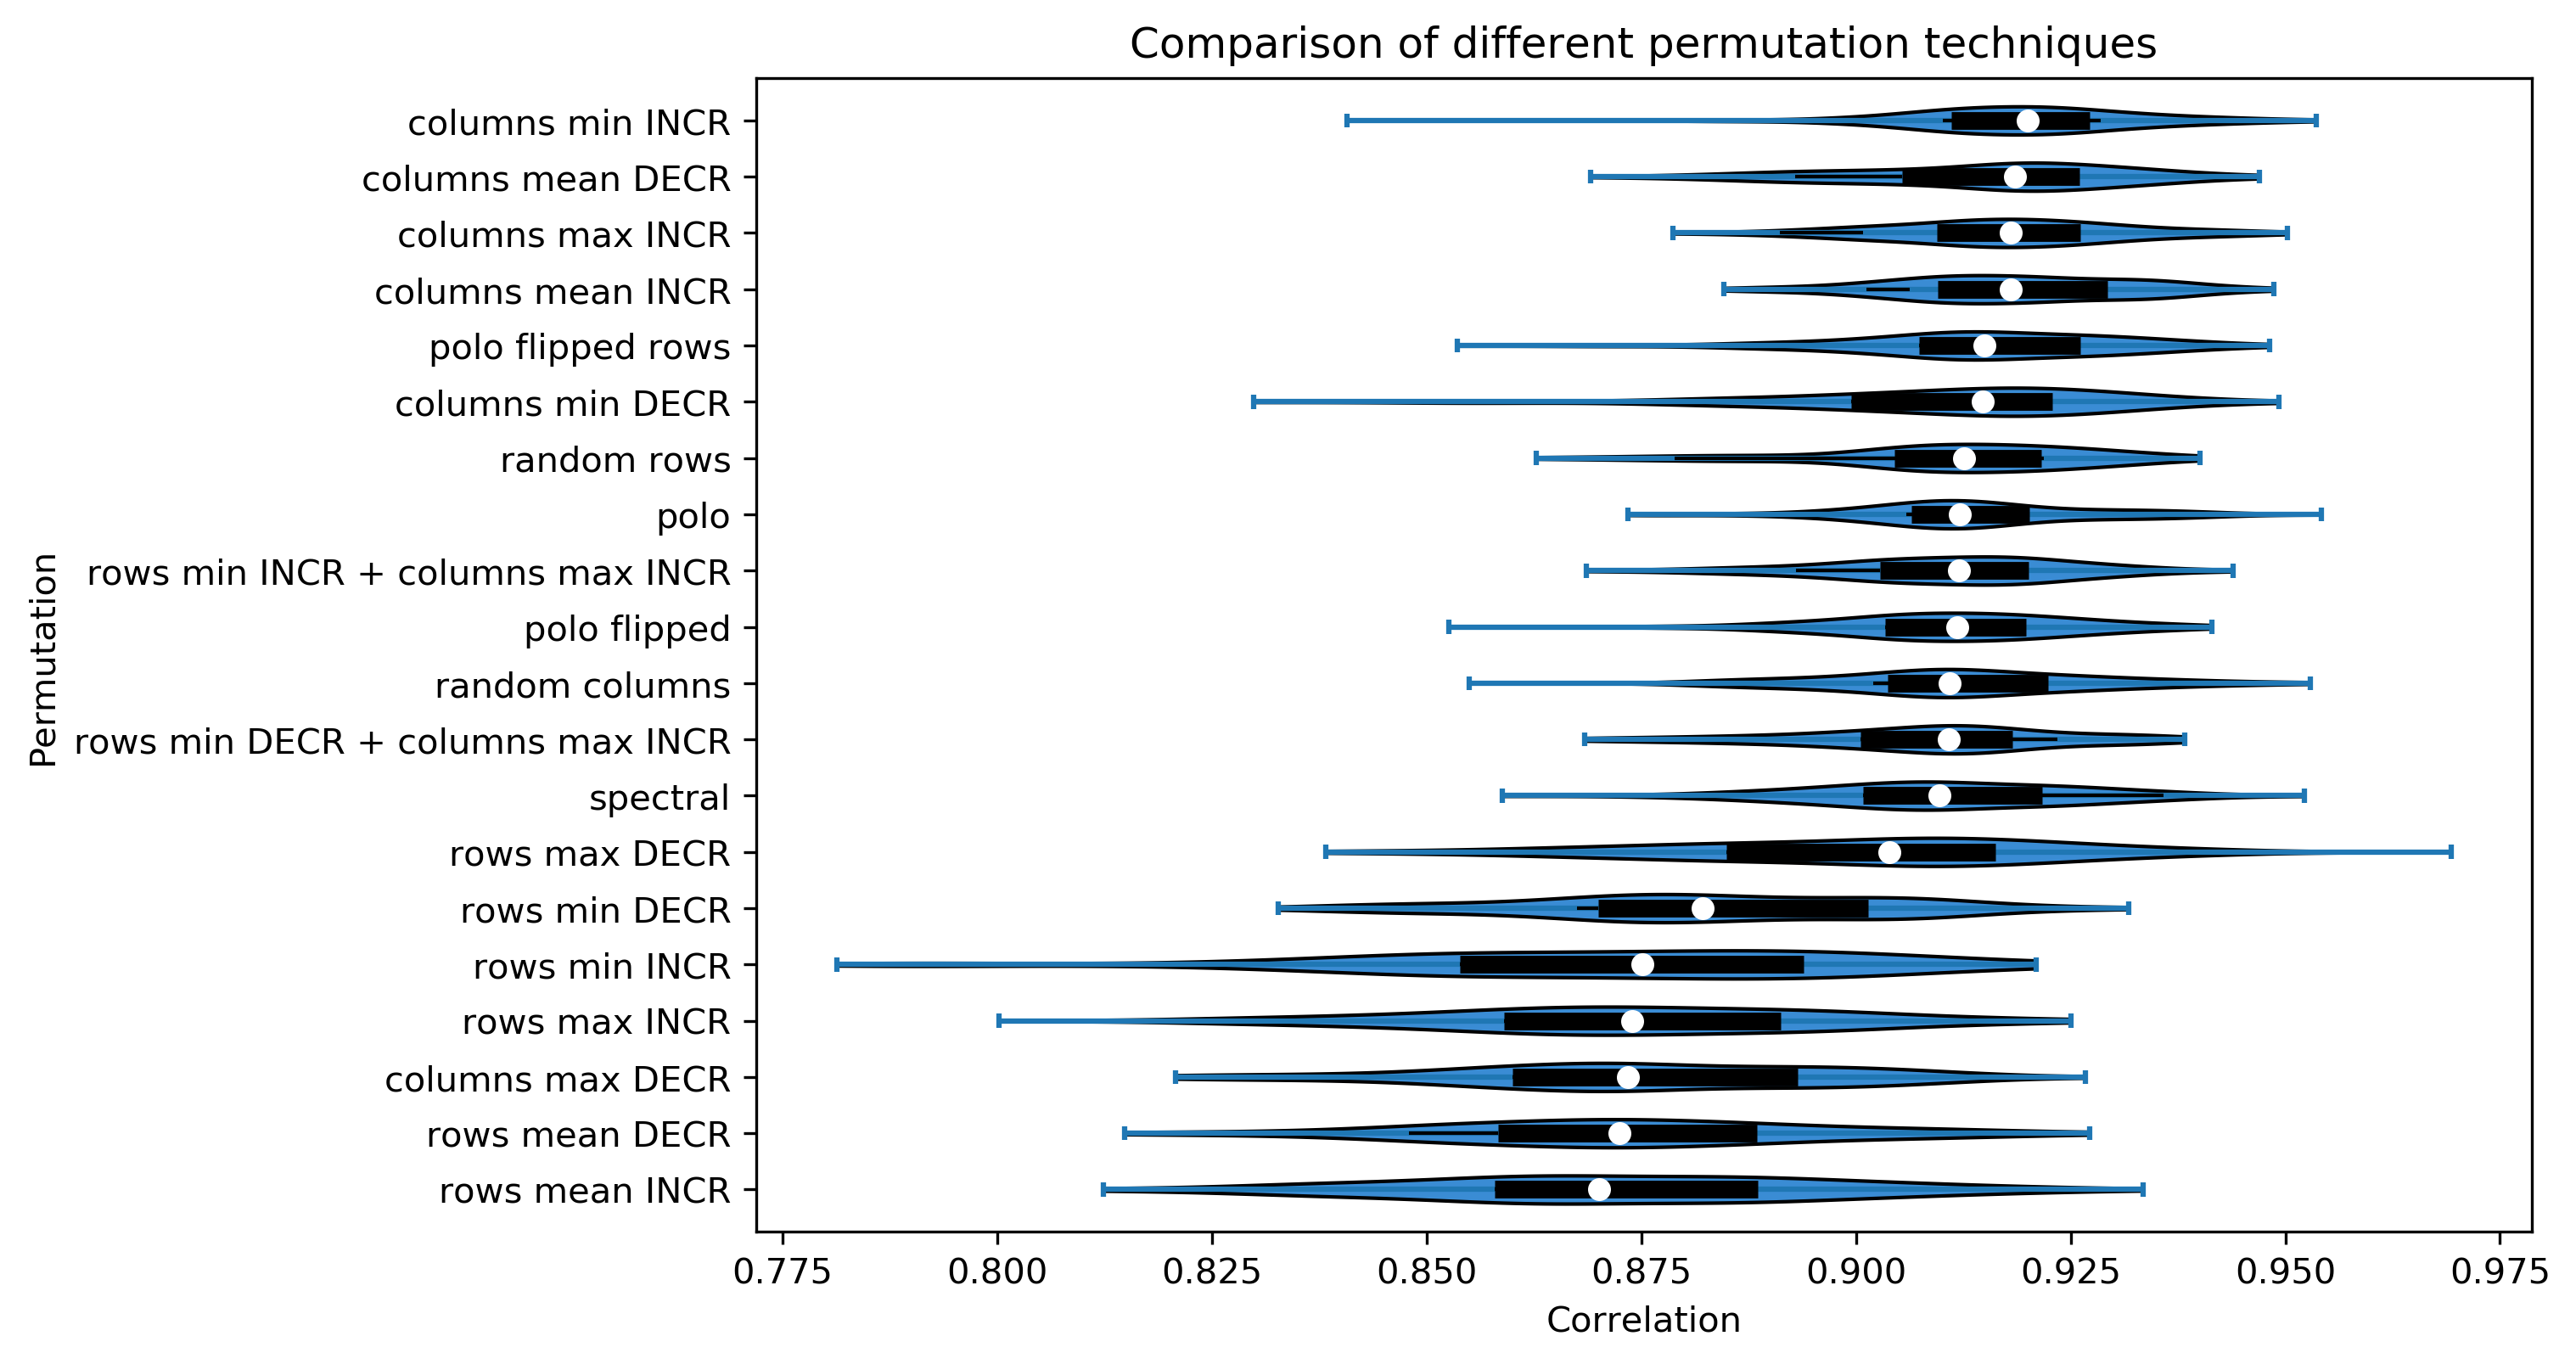 Comparison of different permutation techniques
columns min INCR
columns mean DECR
columns max INCR
columns mean INCR
polo flipped rows
columns min DECR
random rows
polo
rows min INCR + columns max INCR
polo flipped
random columns
rows min DECR + columns max INCR
spectral
rows max DECR
rows min DECR
rows min INCR
rows max INCR
columns max DECR
rows mean DECR
rows mean INCR
Permutation
0.775 0.800 0.825 0.850 0.875 0.900 0.925 0.950 0.975
Correlation